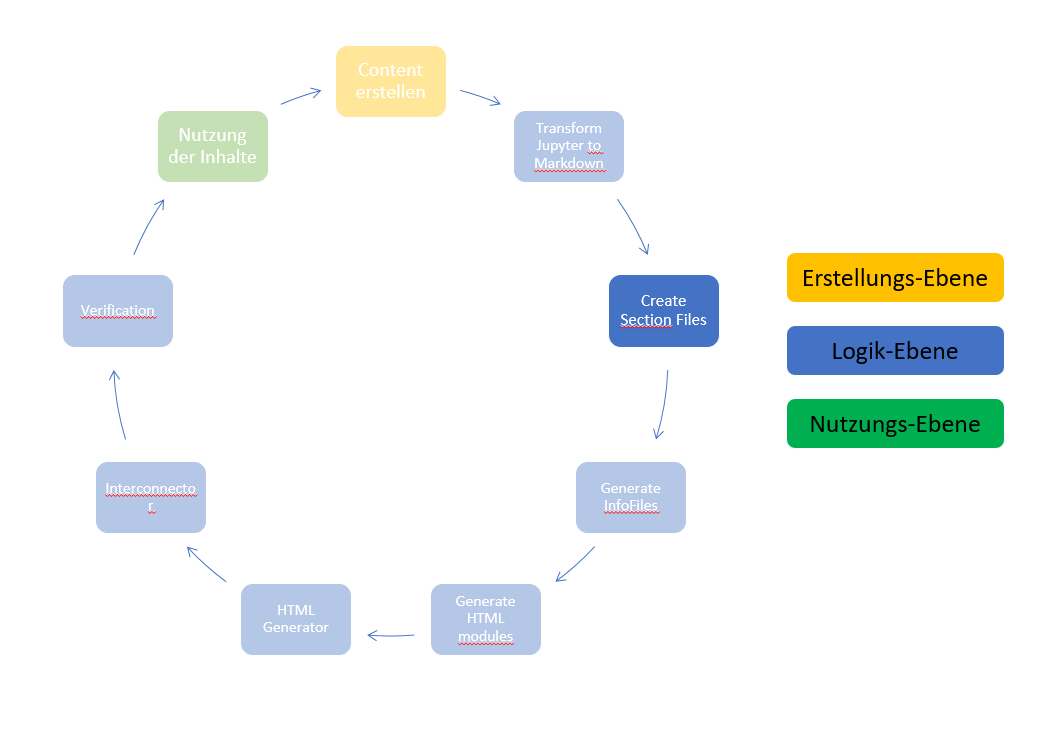 Content
erstellen
Transform
Jupyter to
Markdown
Create
Section Files
Generate
InfoFiles
Generate
HTML
modules
HTML
Generator
Interconnecto
r
Verification
Nutzung
der Inhalte
Erstellungs-Ebene
Logik-Ebene
Nutzungs-Ebene